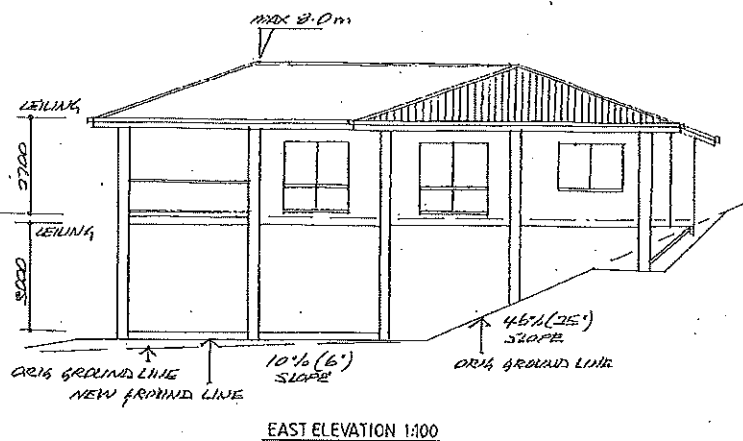 MAX 8.0m
CEILING
2700
CEILING
3000
45% (25°)
SLOPE
10% (6°)
SLOPE
ORIG GROUND LINE
ORIG GROUND LINE
NEW GROUND LINE
EAST ELEVATION 1:100